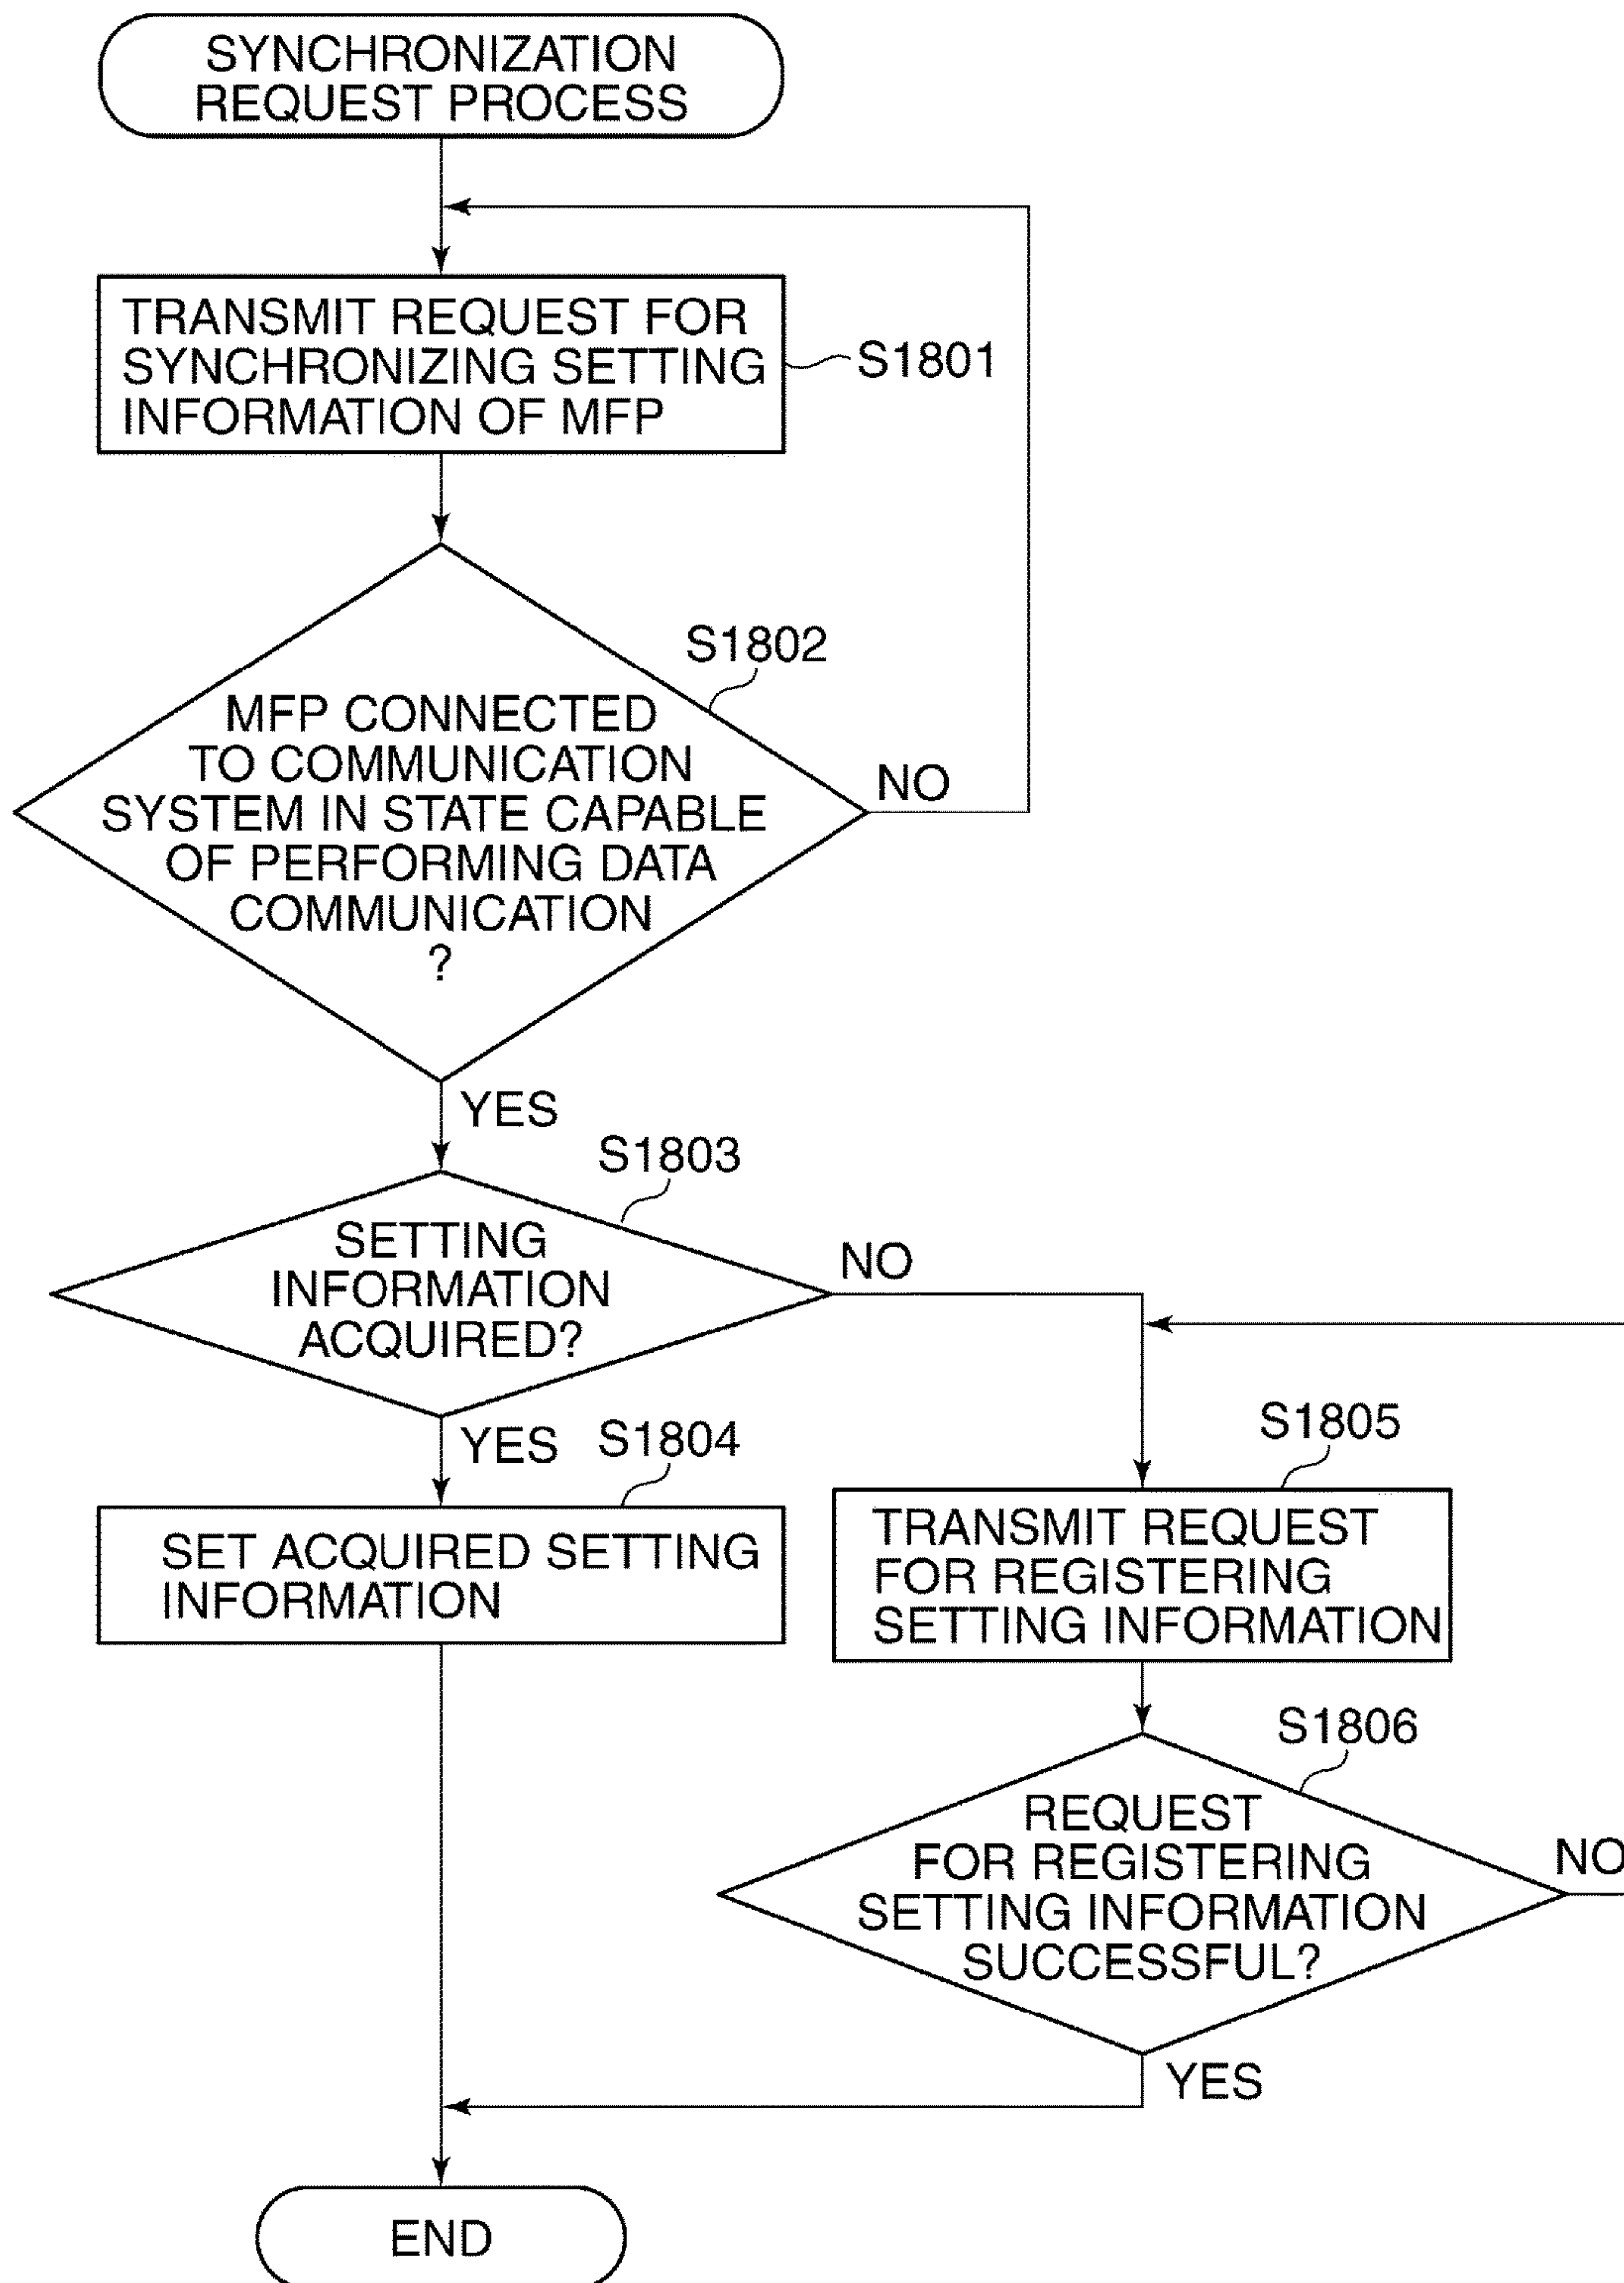 SYNCHRONIZATION
REQUEST PROCESS
TRANSMIT REQUEST FOR
SYNCHRONIZING SETTING
INFORMATION OF MFP
S1801
S1802
MFP CONNECTED
TO COMMUNICATION
SYSTEM IN STATE CAPABLE
OF PERFORMING DATA
COMMUNICATION
?
NO
YES
S1803
SETTING
INFORMATION
ACQUIRED?
NO
YES
S1804
SET ACQUIRED SETTING
INFORMATION
S1805
TRANSMIT REQUEST
FOR REGISTERING
SETTING INFORMATION
S1806
REQUEST
FOR REGISTERING
SETTING INFORMATION
SUCCESSFUL?
NO
YES
END